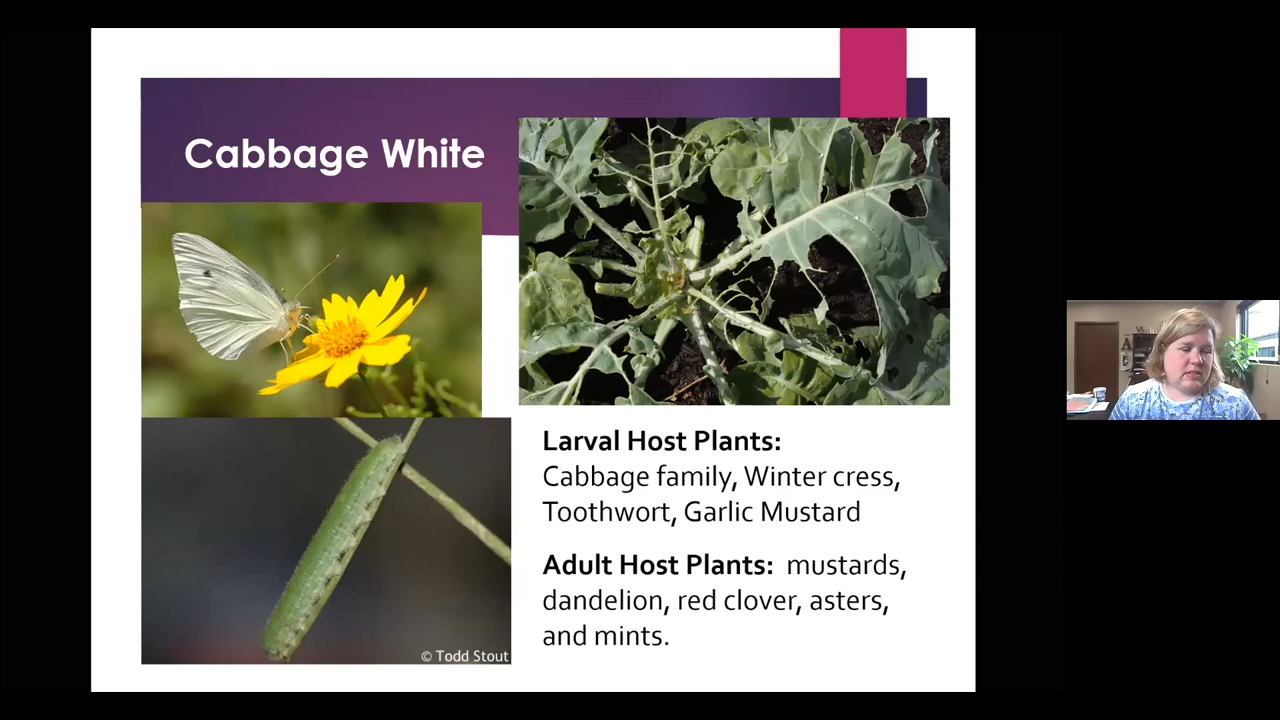 Cabbage White
© Todd Stout
Larval Host Plants:
Cabbage family, Winter cress,
Toothwort, Garlic Mustard
Adult Host Plants: mustards,
dandelion, red clover, asters,
and mints.